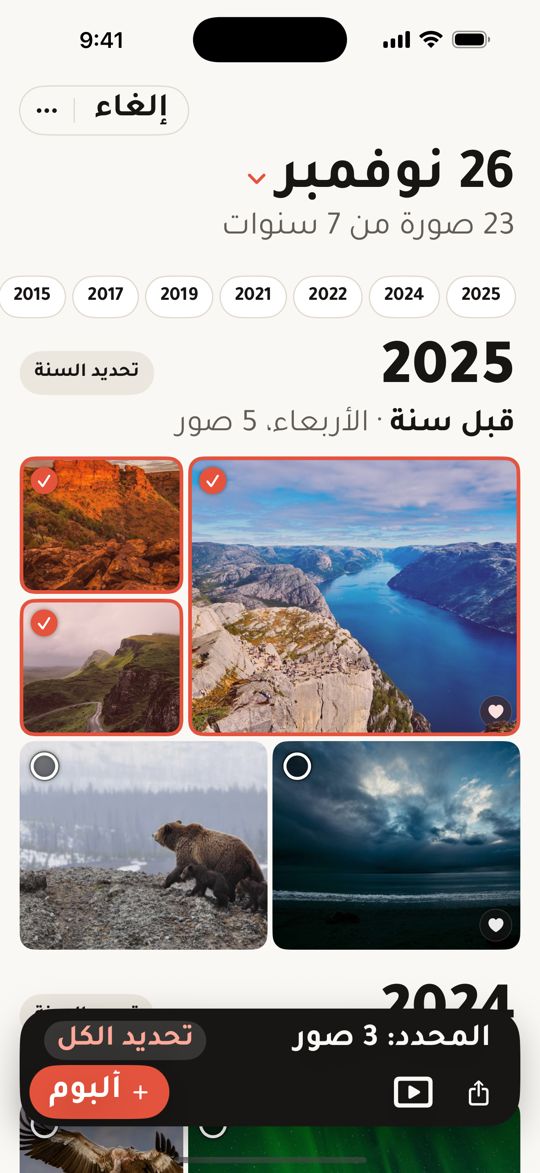 9:41
إلغاء
26 نوفمبر
23 صورة من 7 سنوات
2025 2024 2022 2021 2019 2017 2015
2025
تحديد السنة
قبل سنة · الأربعاء، 5 صور
2024
المحدد: 3 صور
تحديد الكل
+ ألبوم